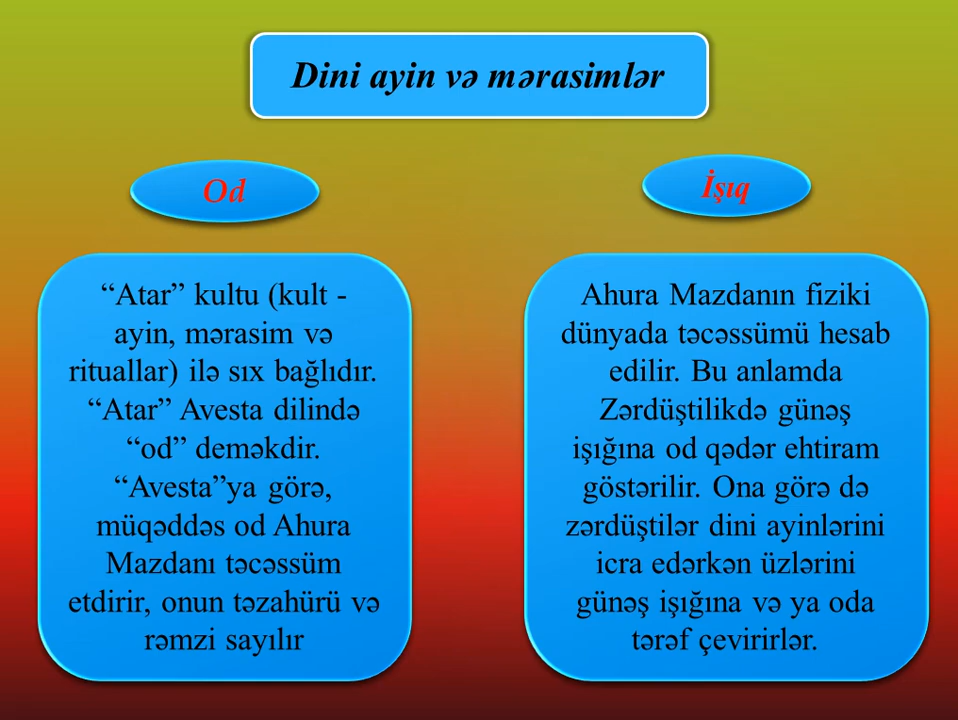 Dini ayin və mərasimlər
Od
“Atar” kultu (kult -
ayin, mərasim və
rituallar) ilə sıx bağlıdır.
“Atar” Avesta dilində
“od” deməkdir.
“Avesta”ya görə,
müqəddəs od Ahura
Mazdanı təcəssüm
etdirir, onun təzahürü və
rəmzi sayılır
İşıq
Ahura Mazdanın fiziki
dünyada təcəssümü hesab
edilir. Bu anlamda
Zərdüştilikdə günəş
işığına od qədər ehtiram
göstərilir. Ona görə də
zərdüştilər dini ayinlərini
icra edərkən üzlərini
günəş işığına və ya oda
tərəf çevirirlər.